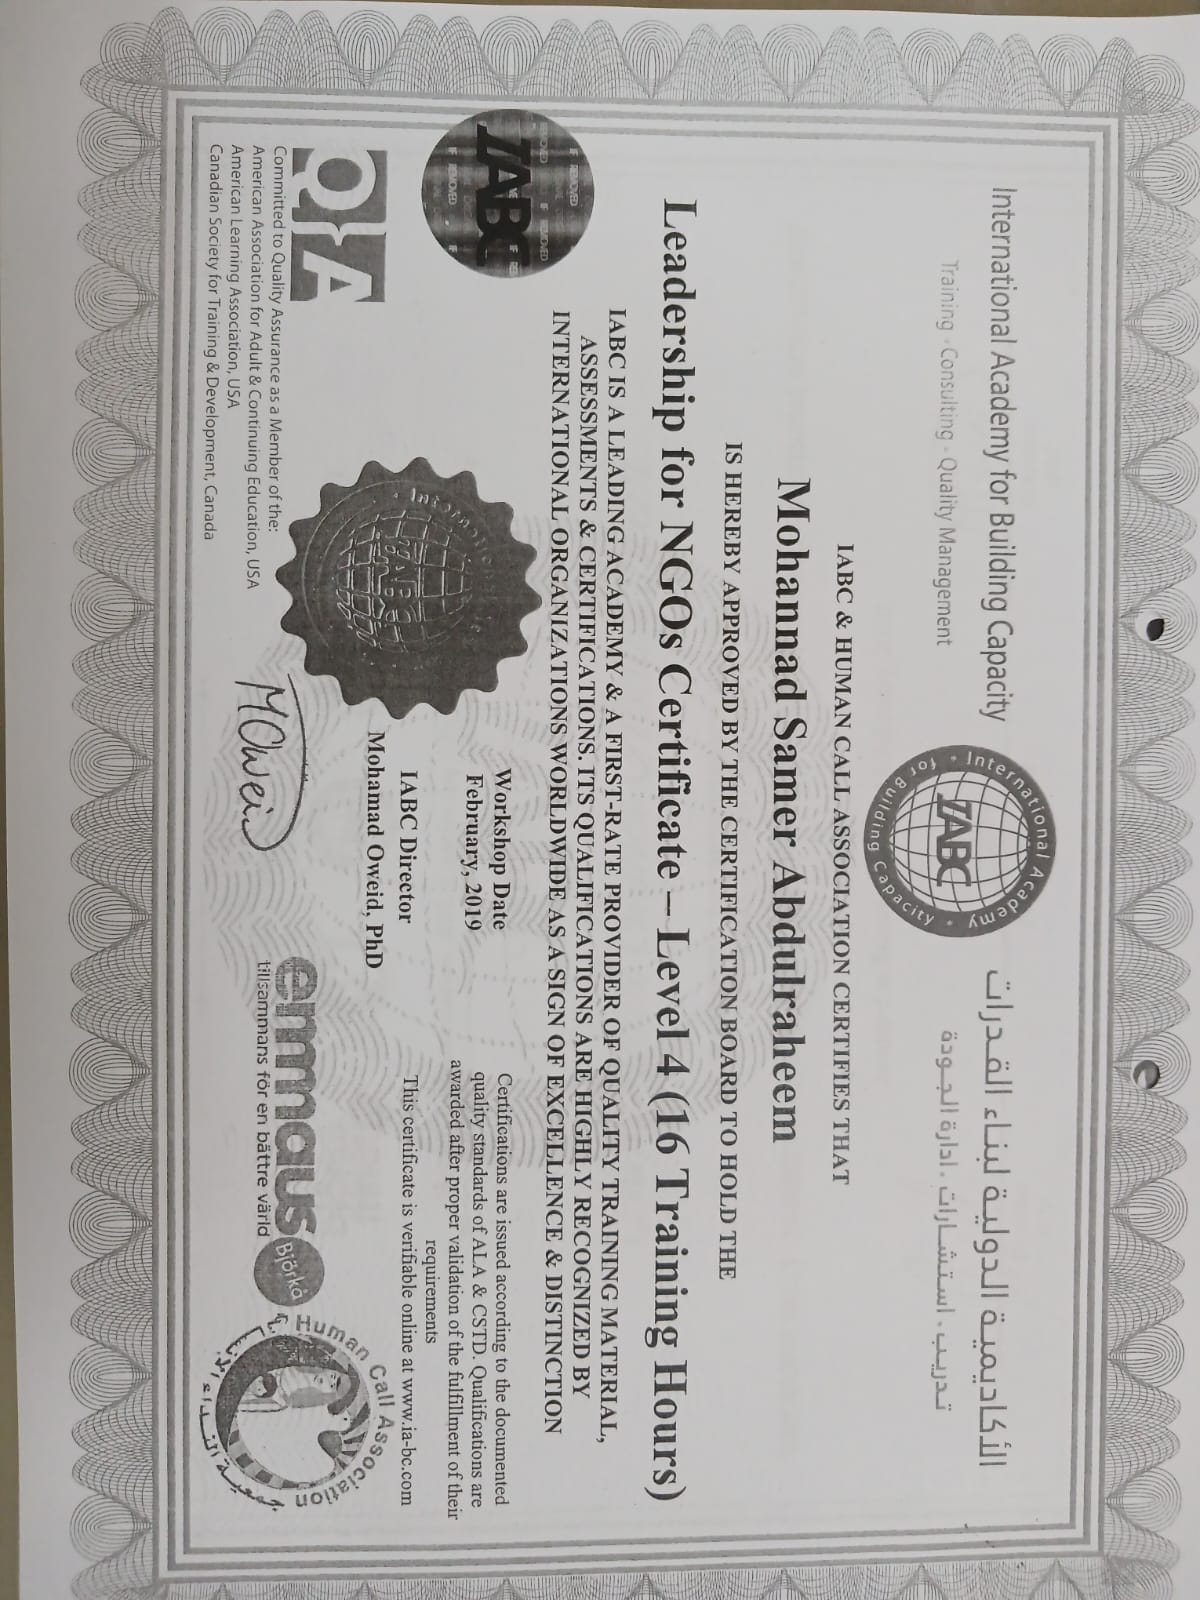 International Academy for Building Capacity
Training - Consulting - Quality Management
International Academy
for Building Capacity
IABC
الأكاديمية الدولية لبناء القدرات
تدريب . استشارات . ادارة الجودة
IABC & HUMAN CALL ASSOCIATION CERTIFIES THAT
Mohannad Samer Abdulraheem
IS HEREBY APPROVED BY THE CERTIFICATION BOARD TO HOLD THE
Leadership for NGOs Certificate – Level 4 (16 Training Hours)
IABC IS A LEADING ACADEMY & A FIRST-RATE PROVIDER OF QUALITY TRAINING MATERIAL,
ASSESSMENTS & CERTIFICATIONS. ITS QUALIFICATIONS ARE HIGHLY RECOGNIZED BY
INTERNATIONAL ORGANIZATIONS WORLDWIDE AS A SIGN OF EXCELLENCE & DISTINCTION
IABC
IF REMOVED
QA
Committed to Quality Assurance as a Member of the:
American Association for Adult & Continuing Education, USA
American Learning Association, USA
Canadian Society for Training & Development, Canada
Workshop Date
February, 2019
IABC Director
Mohamad Oweid, PhD
MOweid
Certifications are issued according to the documented
quality standards of ALA & CSTD. Qualifications are
awarded after proper validation of the fulfillment of their
requirements
This certificate is verifiable online at www.ia-bc.com
emmaus
Björkå
tillsammans för en bättre värld
Human Call Association